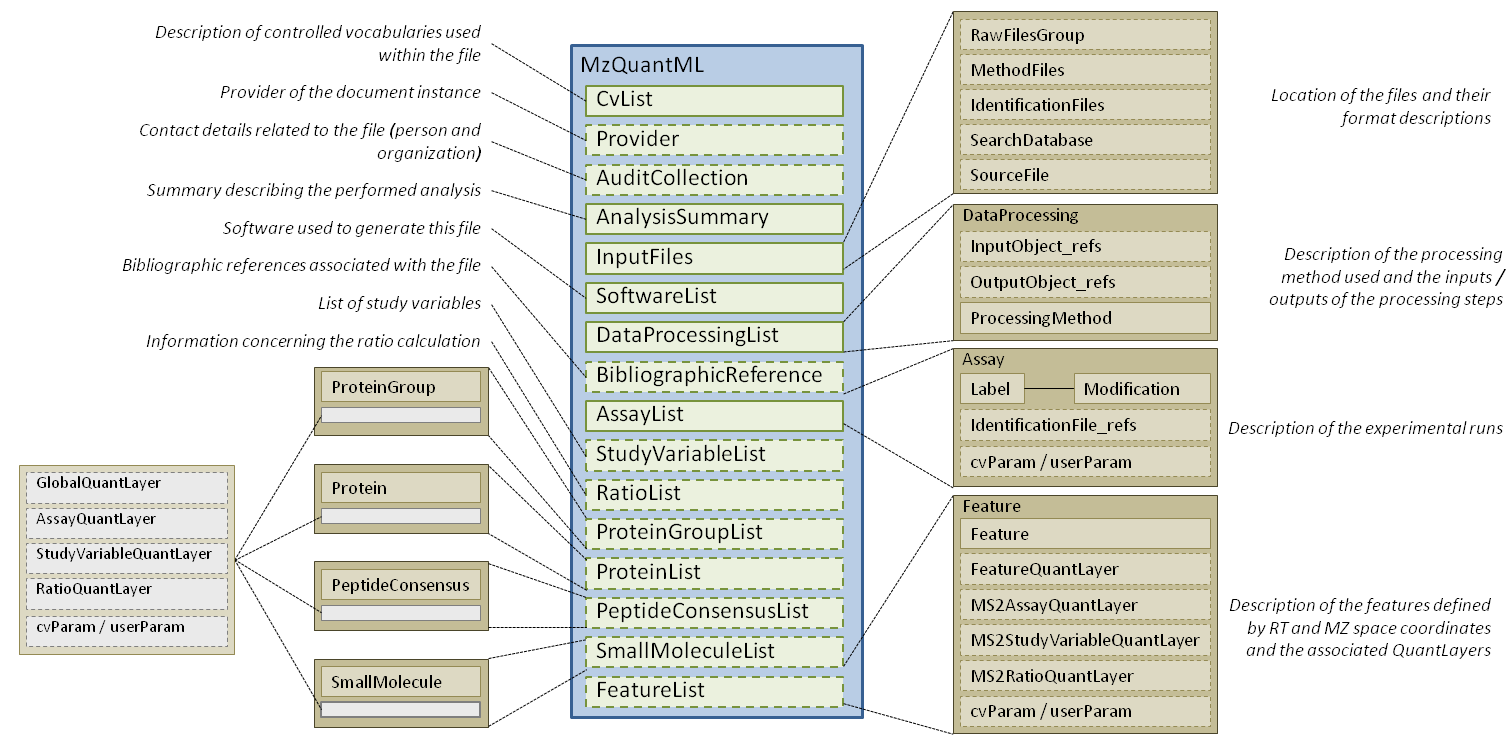 Description of controlled vocabularies used
within the file
Provider of the document instance
Contact details related to the file (person and
organization)
Summary describing the performed analysis
Software used to generate this file
Bibliographic references associated with the file
List of study variables
Information concerning the ratio calculation
GlobalQuantLayer
AssayQuantLayer
StudyVariableQuantLayer
RatioQuantLayer
cvParam / userParam
ProteinGroup
Protein
PeptideConsensus
SmallMolecule
MzQuantML
CvList
Provider
AuditCollection
AnalysisSummary
InputFiles
SoftwareList
DataProcessingList
BibliographicReference
AssayList
StudyVariableList
RatioList
ProteinGroupList
ProteinList
PeptideConsensusList
SmallMoleculeList
FeatureList
RawFilesGroup
MethodFiles
IdentificationFiles
SearchDatabase
SourceFile
Location of the files and their
format descriptions
DataProcessing
InputObject_refs
OutputObject_refs
ProcessingMethod
Description of the processing
method used and the inputs /
outputs of the processing steps
Assay
Label Modification
IdentificationFile_refs
cvParam / userParam
Description of the experimental runs
Feature
Feature
FeatureQuantLayer
MS2AssayQuantLayer
MS2StudyVariableQuantLayer
MS2RatioQuantLayer
cvParam / userParam
Description of the features defined
by RT and MZ space coordinates
and the associated QuantLayers